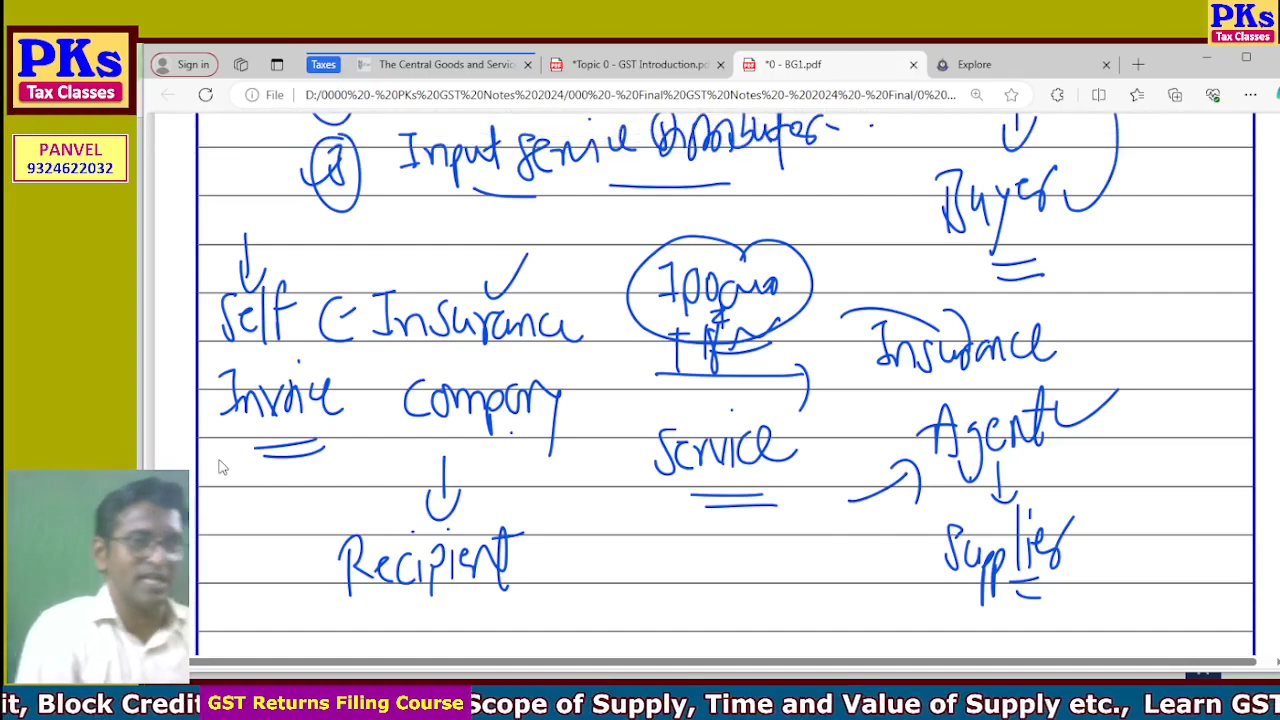 PKs
Tax Classes
PKs
Tax Classes
PANVEL
9324622032
Sign in
Taxes
The Central Goods and Servic
*Topic 0 - GST Introduction.pd
*0 - BG1.pdf
Explore
File
D:/0000%20-%20PKs%20GST%20Notes%202024/000%20-%20Final%20GST%20Notes%20-%202024%20-%20Final/0%20...
Input Service Distributor
Buyer
Self Insurance
Insurance
Invoice Company
Agent
Service
Recipient
Supplier
it, Block Credit
GST Returns Filing Course
Scope of Supply, Time and Value of Supply etc., Learn GST